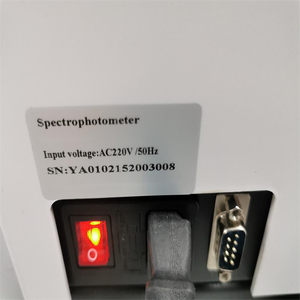 Spectrophotometer
Input voltage:AC220V /50Hz
SN:YA0102152003008